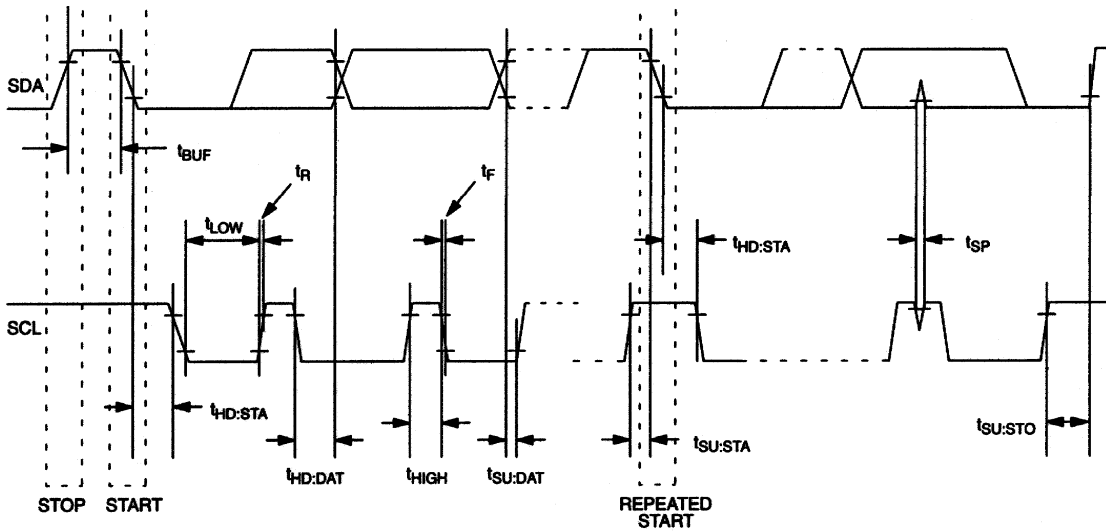 SDA
tBUF
tR
tF
tLOW
tHD:STA
tSP
SCL
tHD:STA
tSU:STA
tSU:STO
tHD:DAT
tHIGH
tSU:DAT
STOP
START
REPEATED
START